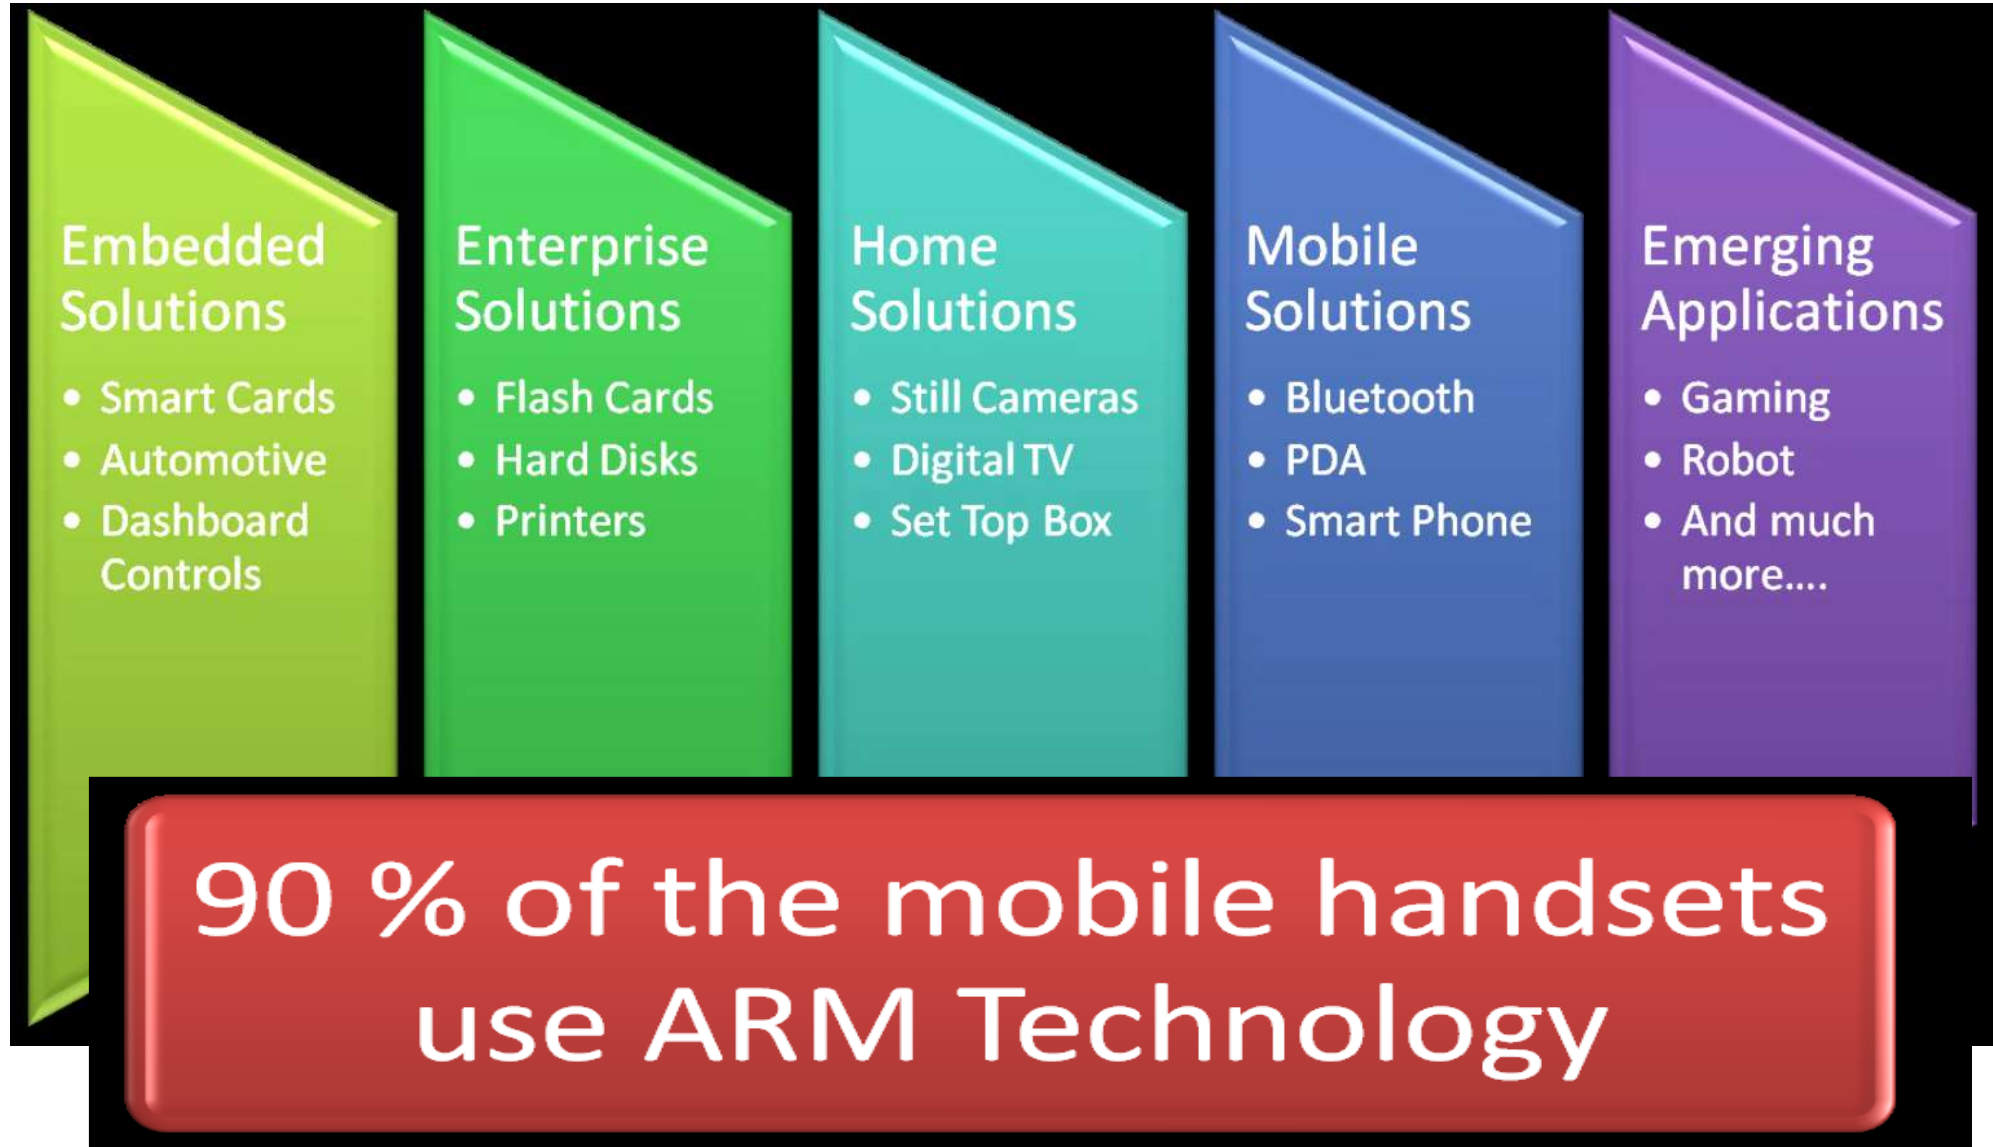 Embedded
Solutions
• Smart Cards
• Automotive
• Dashboard
Controls
Enterprise
Solutions
• Flash Cards
• Hard Disks
• Printers
Home
Solutions
• Still Cameras
• Digital TV
• Set Top Box
Mobile
Solutions
• Bluetooth
• PDA
• Smart Phone
Emerging
Applications
• Gaming
• Robot
• And much
more....
90 % of the mobile handsets
use ARM Technology